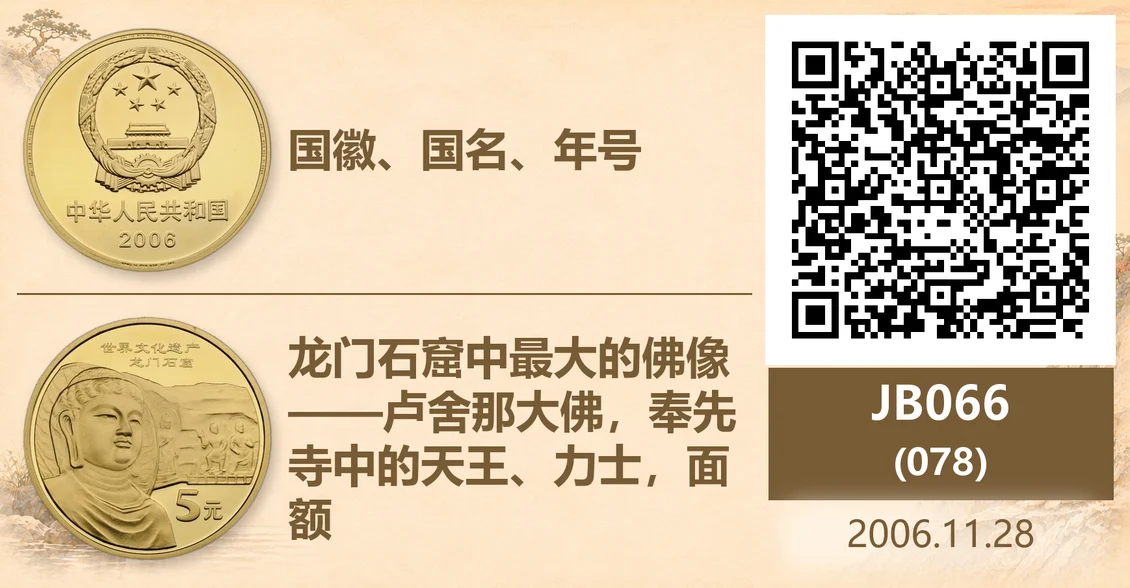 中华人民共和国
2006
国徽、国名、年号
世界文化遗产
龙门石窟
5元
龙门石窟中最大的佛像
——卢舍那大佛，奉先
寺中的天王、力士，面
额
JB066
(078)
2006.11.28